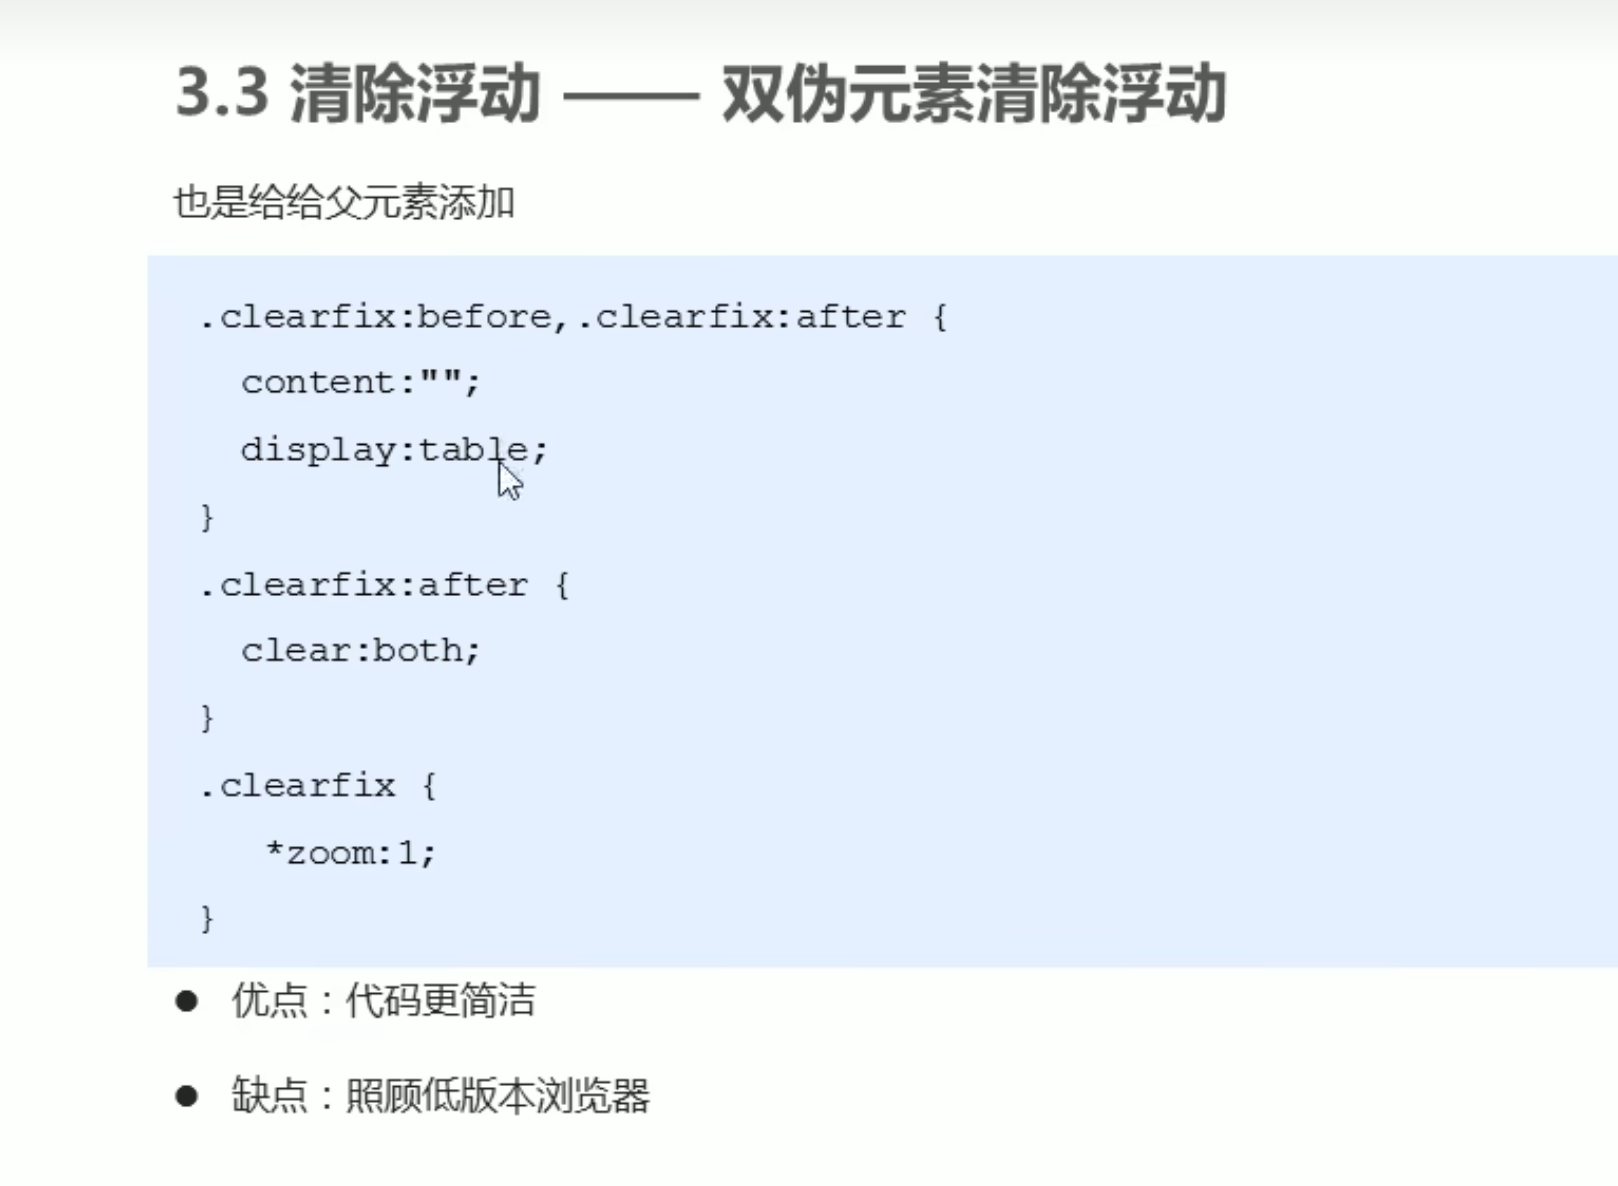 3.3 清除浮动 —— 双伪元素清除浮动
也是给给父元素添加
.clearfix:before,.clearfix:after {
content:"";
display:table;
}
.clearfix:after {
clear:both;
}
.clearfix {
*zoom:1;
}
● 优点：代码更简洁
● 缺点：照顾低版本浏览器